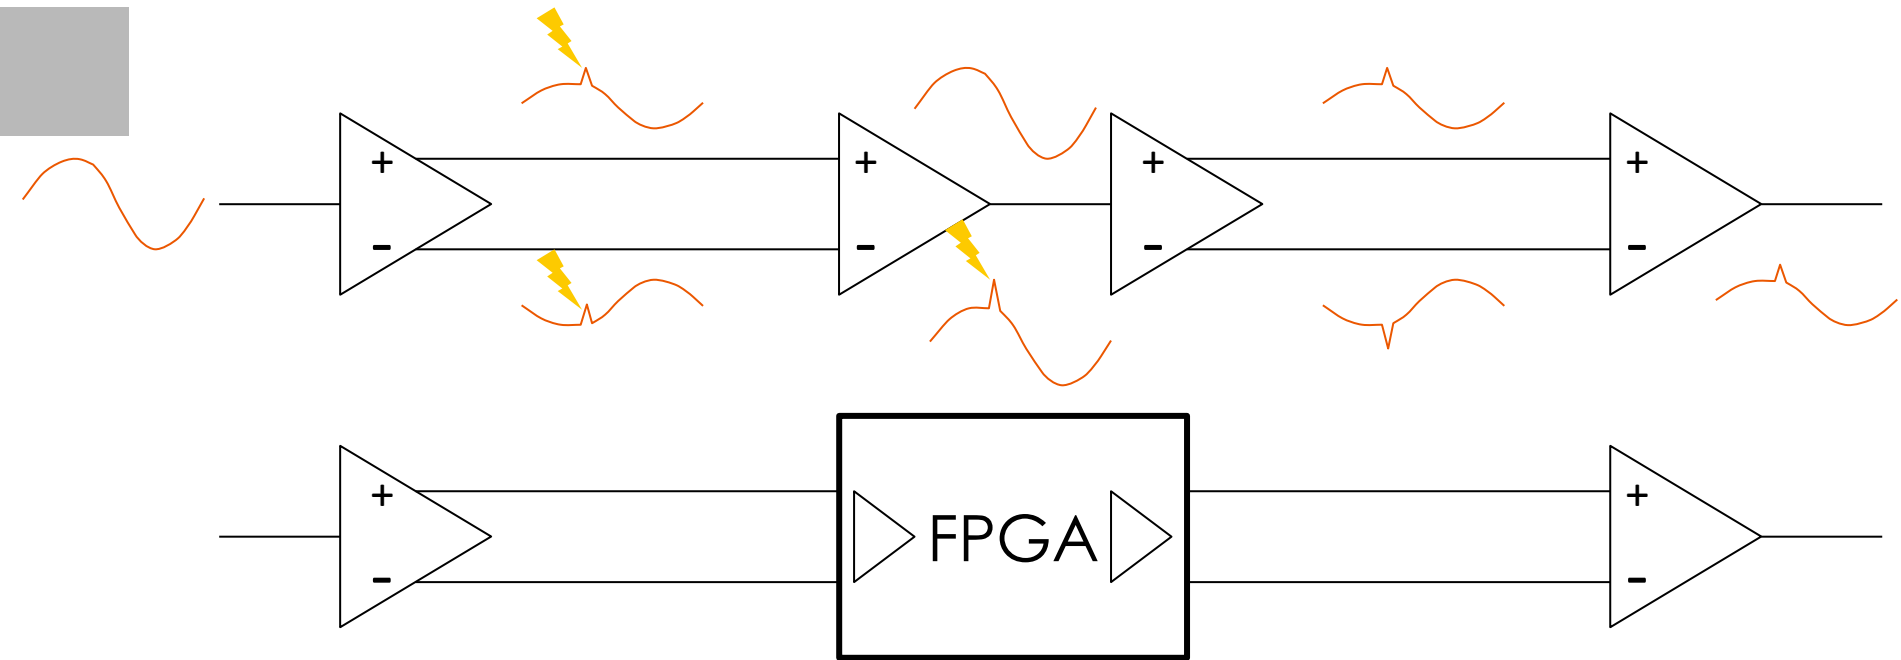 + + + +
- - - -
+ FPGA +
- -